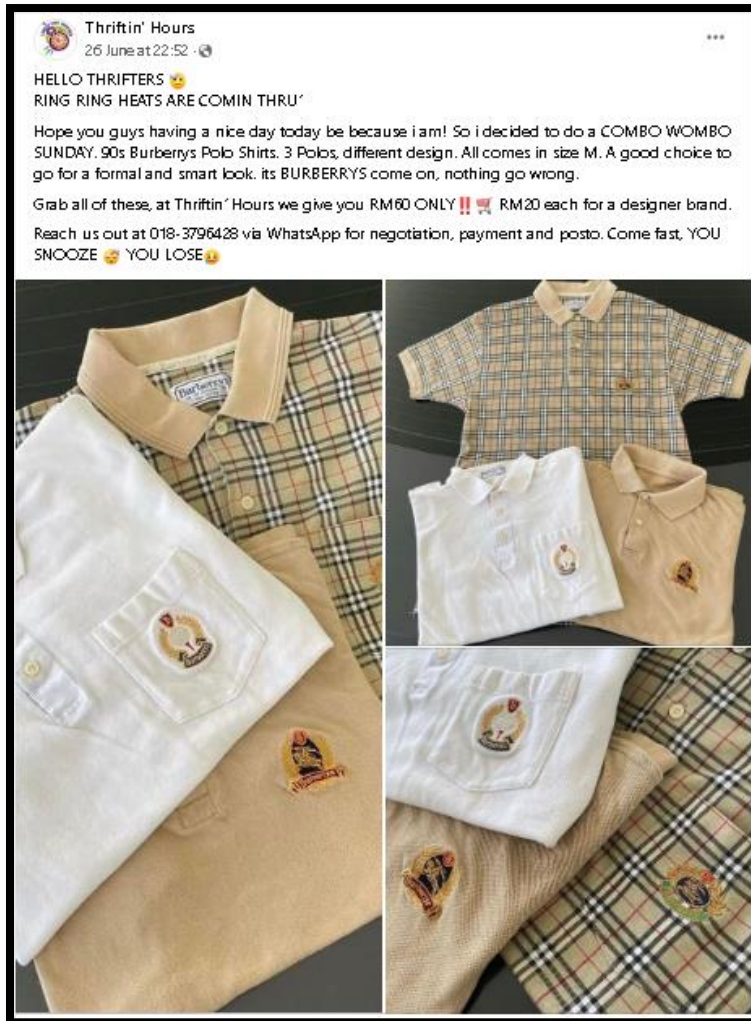 Thriftin' Hours
26 June at 22:52 ·
HELLO THRIFTERS 😇
RING RING HEATS ARE COMIN THRU´
Hope you guys having a nice day today be because i am! So i decided to do a COMBO WOMBO
SUNDAY. 90s Burberrys Polo Shirts. 3 Polos, different design. All comes in size M. A good choice to
go for a formal and smart look. its BURBERRYS come on, nothing go wrong.
Grab all of these, at Thriftin´ Hours we give you RM60 ONLY‼️🛒 RM20 each for a designer brand.
Reach us out at 018-3796428 via WhatsApp for negotiation, payment and posto. Come fast, YOU
SNOOZE 😴 YOU LOSE😝
Burberrys